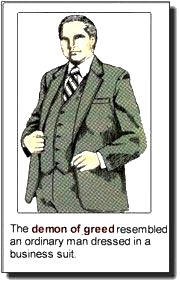 The demon of greed resembled
an ordinary man dressed in a
business suit.